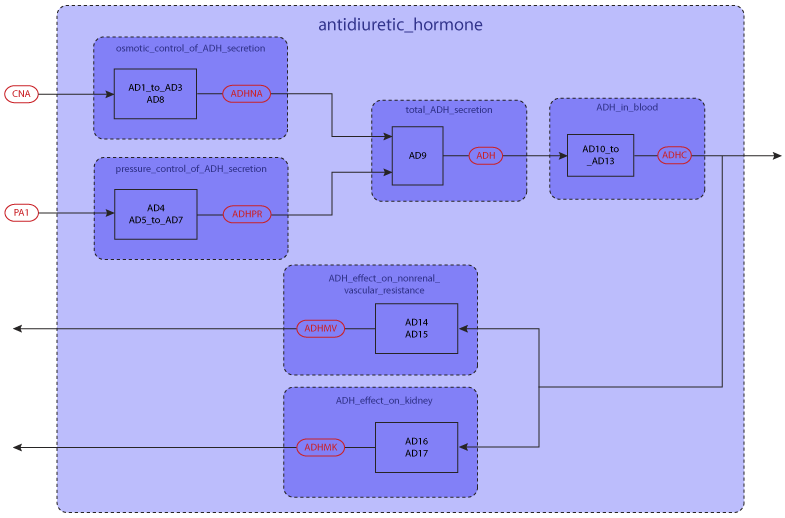 antidiuretic_hormone
osmotic_control_of_ADH_secretion
CNA
AD1_to_AD3
AD8
ADHNA
total_ADH_secretion
AD9
ADH
ADH_in_blood
AD10_to
_AD13
ADHC
pressure_control_of_ADH_secretion
PA1
AD4
AD5_to_AD7
ADHPR
ADH_effect_on_nonrenal_
vascular_resistance
ADHMV
AD14
AD15
ADH_effect_on_kidney
ADHMK
AD16
AD17